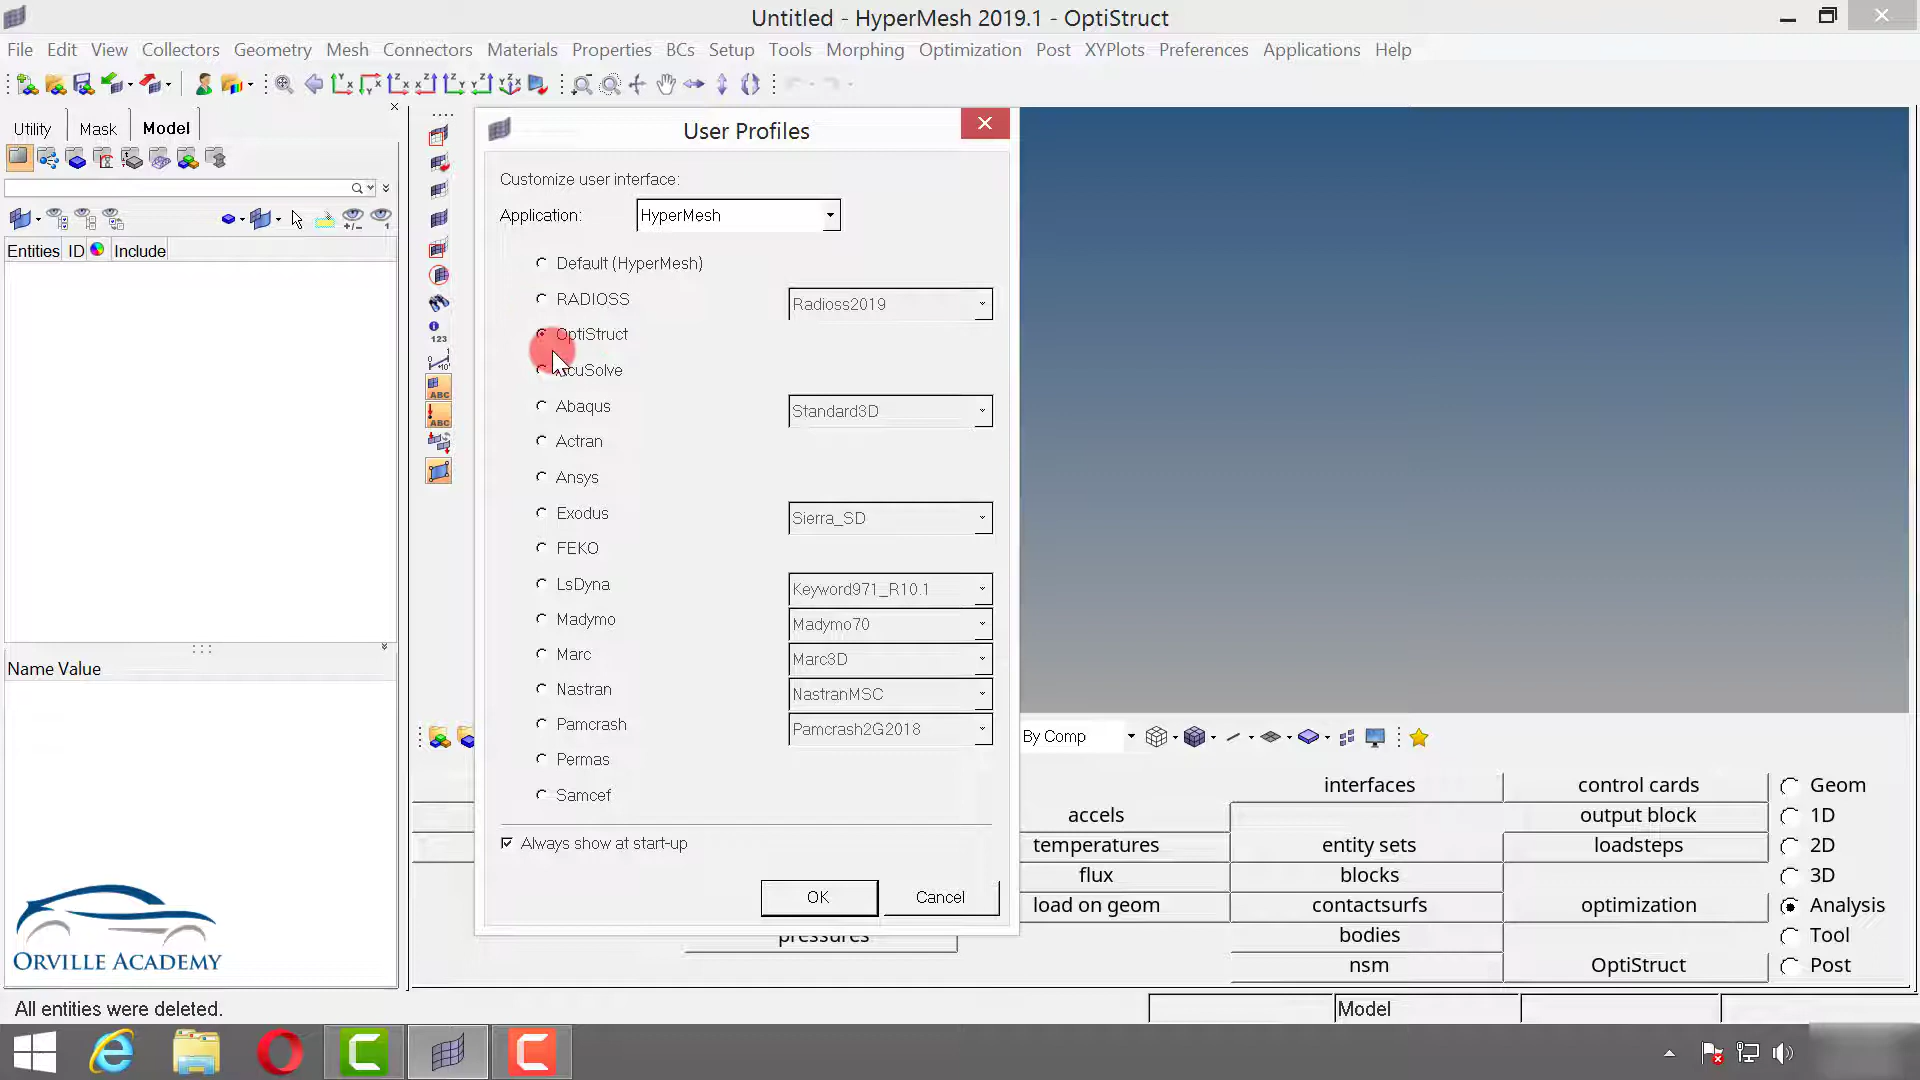 Untitled - HyperMesh 2019.1 - OptiStruct
File Edit View Collectors Geometry Mesh Connectors Materials Properties BCs Setup Tools Morphing Optimization Post XYPlots Preferences Applications Help
Utility Mask Model
Entities ID Include
Name Value
ORVILLE ACADEMY
All entities were deleted.
User Profiles
Customize user interface:
Application: HyperMesh
Default (HyperMesh)
RADIOSS Radioss2019
OptiStruct
cuSolve
Abaqus Standard3D
Actran
Ansys
Exodus Sierra_SD
FEKO
LsDyna Keyword971_R10.1
Madymo Madymo70
Marc Marc3D
Nastran NastranMSC
Pamcrash Pamcrash2G2018
Permas
Samcef
Always show at start-up
OK Cancel
123
ABC
ABC
By Comp
interfaces control cards Geom
accels output block 1D
temperatures entity sets loadsteps 2D
flux blocks 3D
load on geom contactsurfs optimization Analysis
pressures bodies Tool
nsm OptiStruct Post
Model